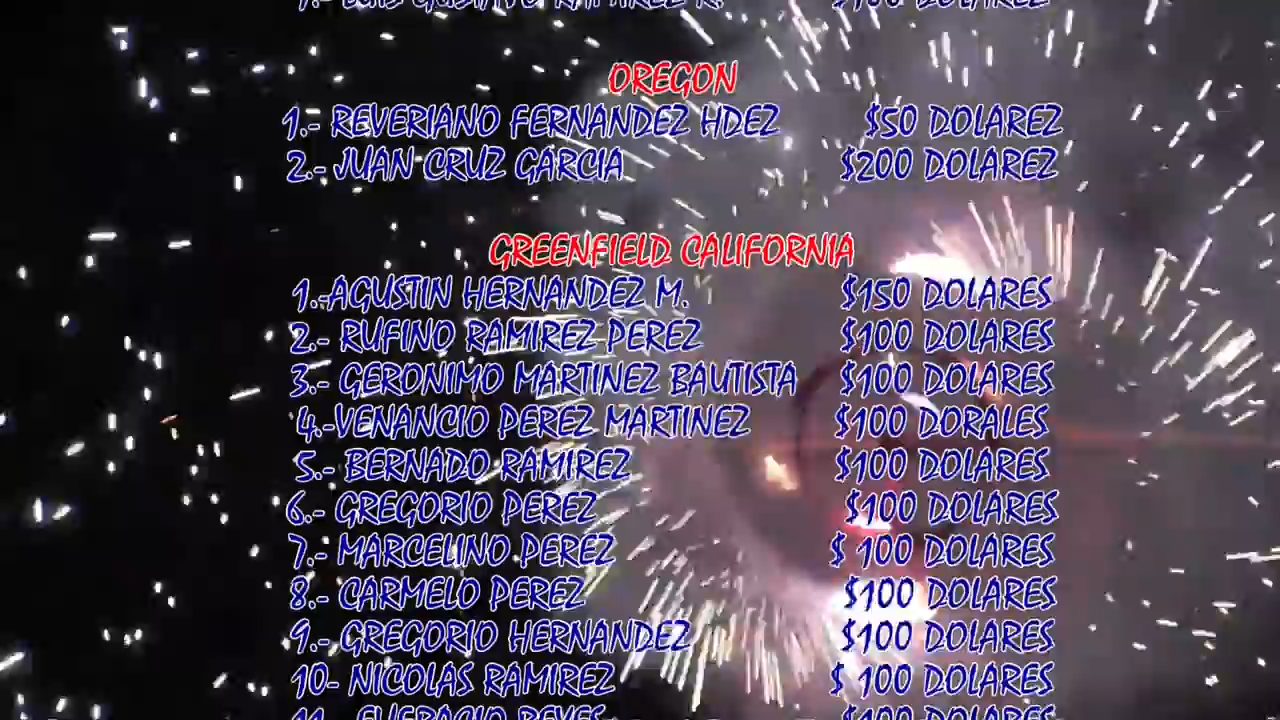 OREGON
1.- REVERIANO FERNANDEZ HDEZ $50 DOLAREZ
2.- JUAN CRUZ GARCIA $200 DOLAREZ
GREENFIELD CALIFORNIA
1.-AGUSTIN HERNANDEZ M. $150 DOLARES
2.- RUFINO RAMIREZ PEREZ $100 DOLARES
3.- GERONIMO MARTINEZ BAUTISTA $100 DOLARES
4.-VENANCIO PEREZ MARTINEZ $100 DORALES
5.- BERNADO RAMIREZ $100 DOLARES
6.- GREGORIO PEREZ $100 DOLARES
7.- MARCELINO PEREZ $ 100 DOLARES
8.- CARMELO PEREZ $100 DOLARES
9.- GREGORIO HERNANDEZ $100 DOLARES
10- NICOLAS RAMIREZ $ 100 DOLARES